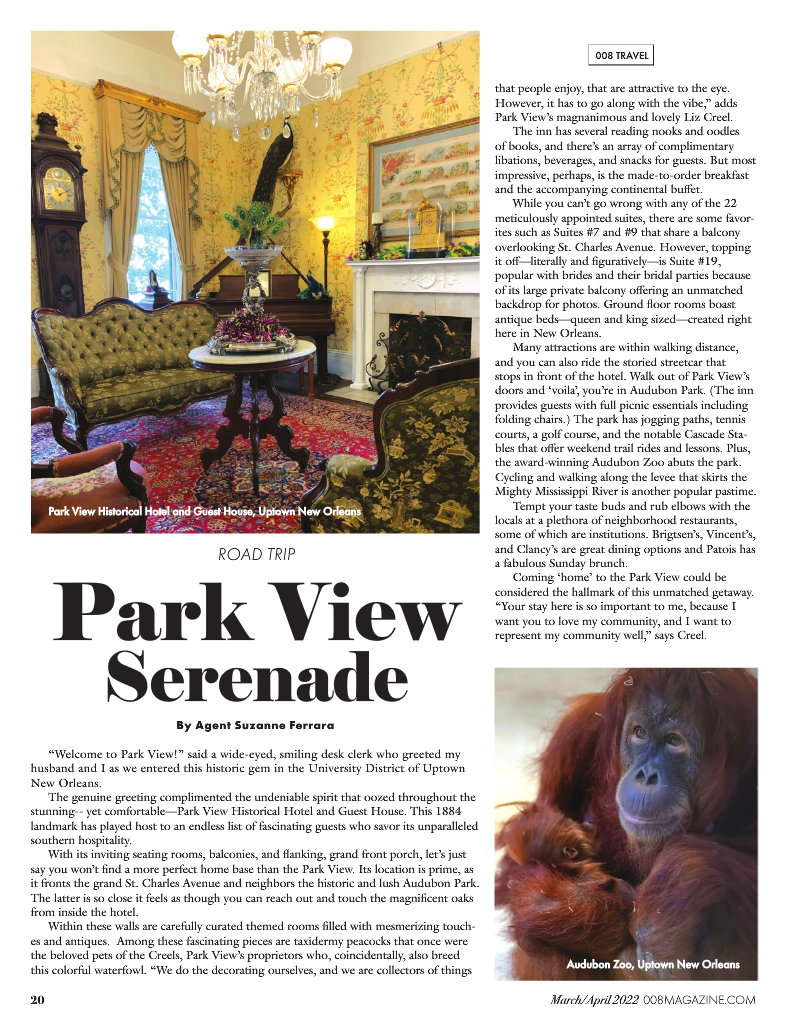 Park View Historical Hotel and Guest House, Uptown New Orleans
ROAD TRIP
Park View
Serenade
By Agent Suzanne Ferrara
“Welcome to Park View!” said a wide-eyed, smiling desk clerk who greeted my
husband and I as we entered this historic gem in the University District of Uptown
New Orleans.
The genuine greeting complimented the undeniable spirit that oozed throughout the
stunning-- yet comfortable—Park View Historical Hotel and Guest House. This 1884
landmark has played host to an endless list of fascinating guests who savor its unparalleled
southern hospitality.
With its inviting seating rooms, balconies, and flanking, grand front porch, let’s just
say you won’t find a more perfect home base than the Park View. Its location is prime, as
it fronts the grand St. Charles Avenue and neighbors the historic and lush Audubon Park.
The latter is so close it feels as though you can reach out and touch the magnificent oaks
from inside the hotel.
Within these walls are carefully curated themed rooms filled with mesmerizing touch-
es and antiques.  Among these fascinating pieces are taxidermy peacocks that once were
the beloved pets of the Creels, Park View’s proprietors who, coincidentally, also breed
this colorful waterfowl. “We do the decorating ourselves, and we are collectors of things
008 TRAVEL
that people enjoy, that are attractive to the eye.
However, it has to go along with the vibe,” adds
Park View’s magnanimous and lovely Liz Creel.
The inn has several reading nooks and oodles
of books, and there’s an array of complimentary
libations, beverages, and snacks for guests. But most
impressive, perhaps, is the made-to-order breakfast
and the accompanying continental buffet.
While you can’t go wrong with any of the 22
meticulously appointed suites, there are some favor-
ites such as Suites #7 and #9 that share a balcony
overlooking St. Charles Avenue. However, topping
it off—literally and figuratively—is Suite #19,
popular with brides and their bridal parties because
of its large private balcony offering an unmatched
backdrop for photos. Ground floor rooms boast
antique beds—queen and king sized—created right
here in New Orleans.
Many attractions are within walking distance,
and you can also ride the storied streetcar that
stops in front of the hotel. Walk out of Park View’s
doors and ‘voila’, you’re in Audubon Park. (The inn
provides guests with full picnic essentials including
folding chairs.) The park has jogging paths, tennis
courts, a golf course, and the notable Cascade Sta-
bles that offer weekend trail rides and lessons. Plus,
the award-winning Audubon Zoo abuts the park.
Cycling and walking along the levee that skirts the
Mighty Mississippi River is another popular pastime.
Tempt your taste buds and rub elbows with the
locals at a plethora of neighborhood restaurants,
some of which are institutions. Brigtsen’s, Vincent’s,
and Clancy’s are great dining options and Patois has
a fabulous Sunday brunch.
Coming ‘home’ to the Park View could be
considered the hallmark of this unmatched getaway.
“Your stay here is so important to me, because I
want you to love my community, and I want to
represent my community well,” says Creel.
Audubon Zoo, Uptown New Orleans
20
March/April 2022 008MAGAZINE.COM